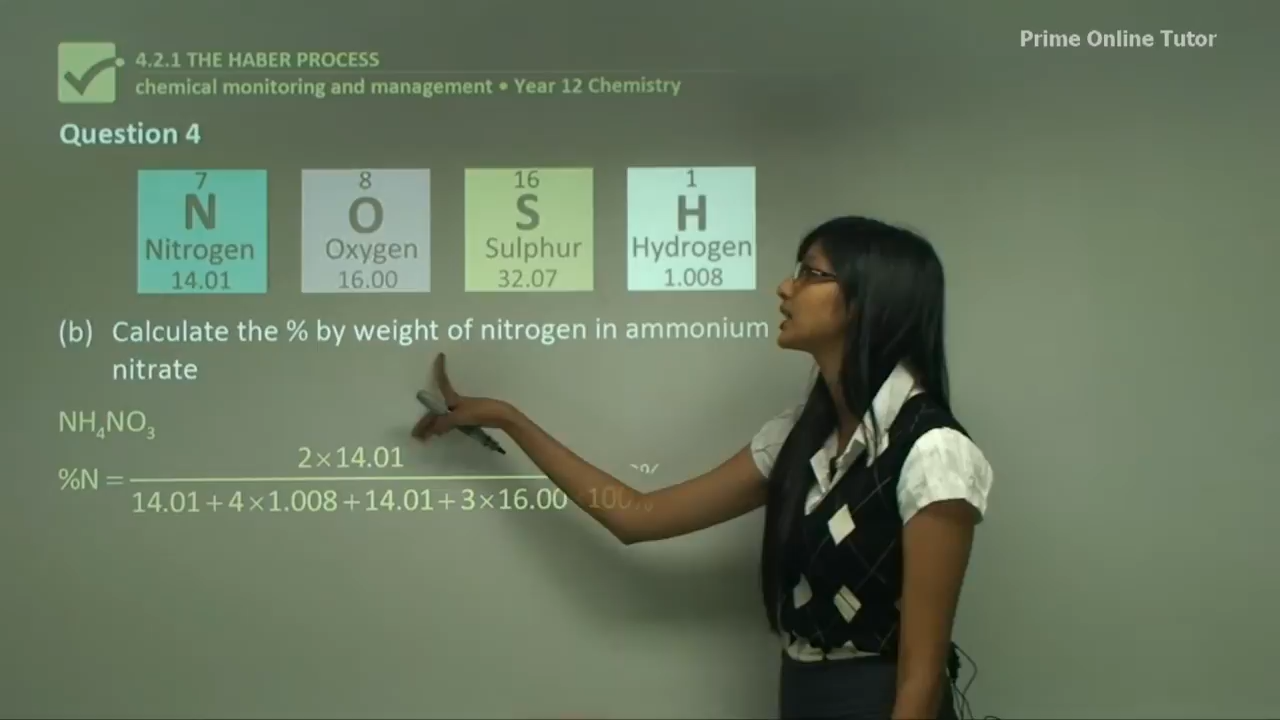 Prime Online Tutor
4.2.1 THE HABER PROCESS
chemical monitoring and management • Year 12 Chemistry
Question 4
7 8 16 1
N O S H
Nitrogen Oxygen Sulphur Hydrogen
14.01 16.00 32.07 1.008
(b) Calculate the % by weight of nitrogen in ammonium
nitrate
NH₄NO₃
2×14.01
%N =
14.01+4×1.008+14.01+3×16.00 100%